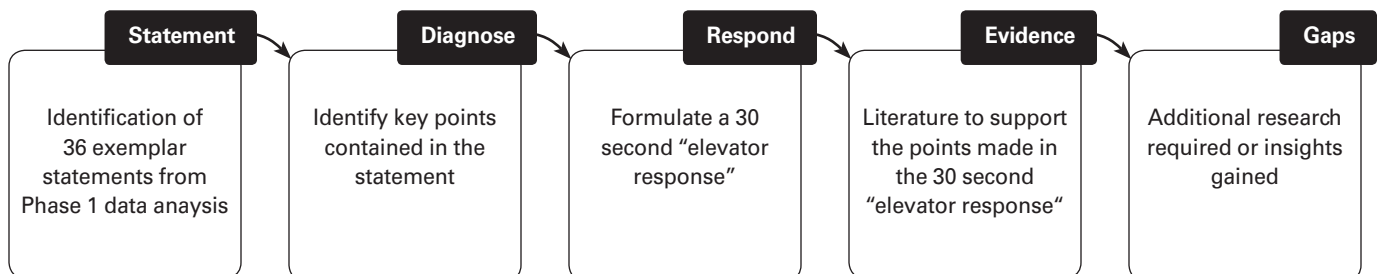 Statement
Identification of
36 exemplar
statements from
Phase 1 data anaysis
Diagnose
Identify key points
contained in the
statement
Respond
Formulate a 30
second “elevator
response”
Evidence
Literature to support
the points made in
the 30 second
“elevator response“
Gaps
Additional research
required or insights
gained